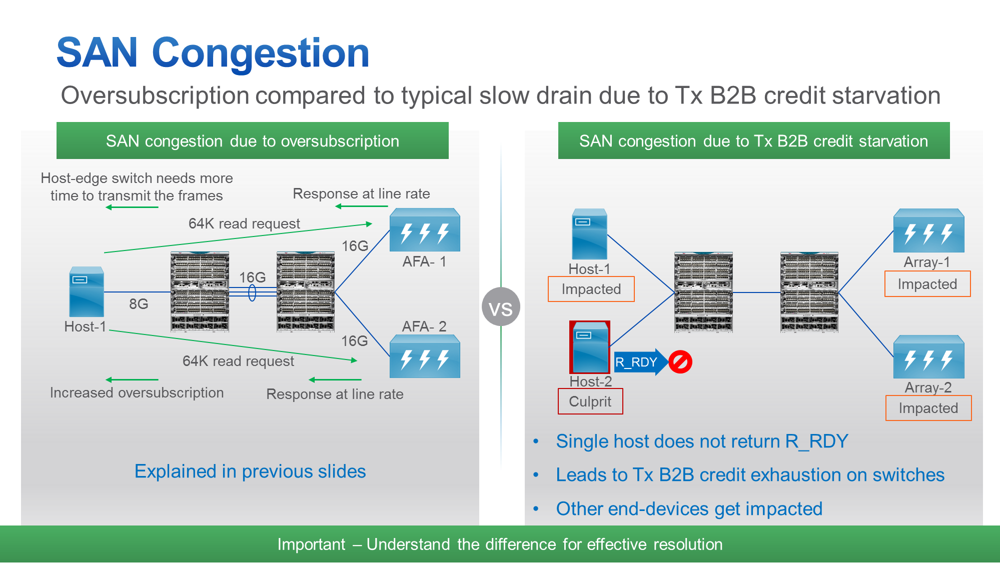 SAN Congestion
Oversubscription compared to typical slow drain due to Tx B2B credit starvation
SAN congestion due to oversubscription
Host-edge switch needs more
time to transmit the frames
Response at line rate
64K read request
16G
AFA- 1
16G
8G
Host-1
AFA- 2
16G
64K read request
Increased oversubscription
Response at line rate
Explained in previous slides
VS
SAN congestion due to Tx B2B credit starvation
Host-1
Impacted
Array-1
Impacted
R_RDY
Host-2
Culprit
Array-2
Impacted
• Single host does not return R_RDY
• Leads to Tx B2B credit exhaustion on switches
• Other end-devices get impacted
Important – Understand the difference for effective resolution